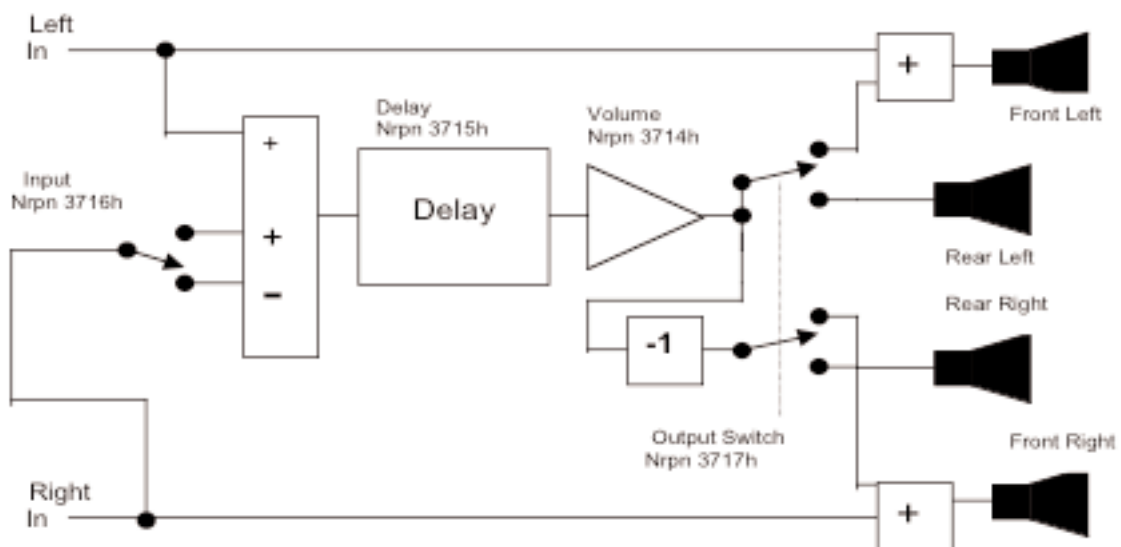 Left
In
+
Front Left
Delay
Nrpn 3715h
Volume
Nrpn 3714h
Input
Nrpn 3716h
+
+
-
Delay
Rear Left
Rear Right
-1
Output Switch
Nrpn 3717h
Front Right
Right
In
+